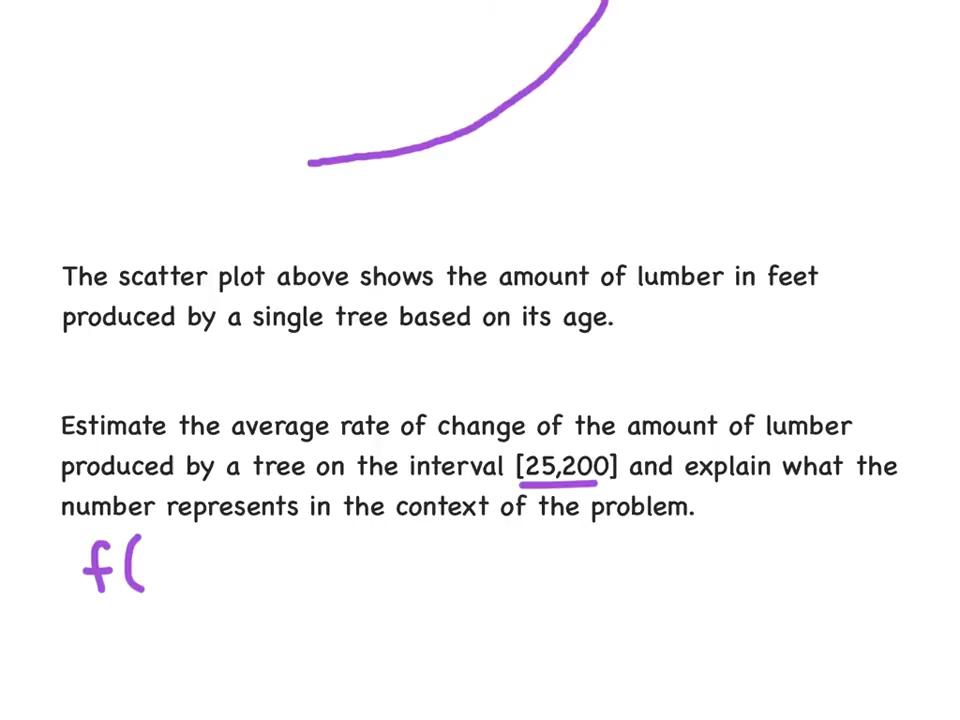 The scatter plot above shows the amount of lumber in feet
produced by a single tree based on its age.
Estimate the average rate of change of the amount of lumber
produced by a tree on the interval [25,200] and explain what the
number represents in the context of the problem.
f(